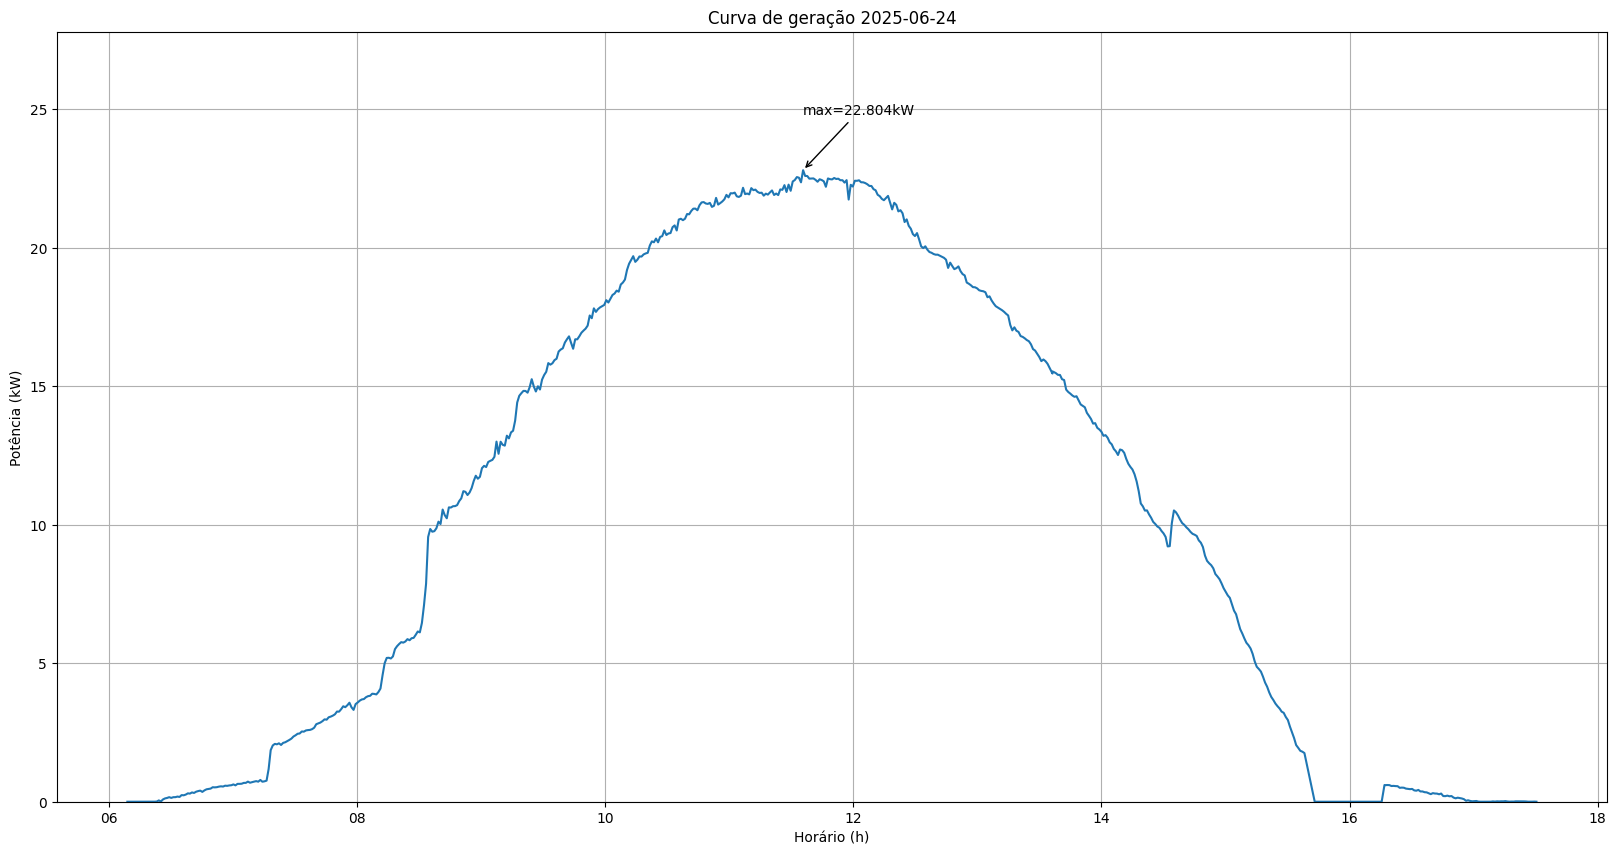 Curva de geração 2025-06-24
25
20
15
10
5
0
Potência (kW)
max=22.804kW
06 08 10 12 14 16 18
Horário (h)